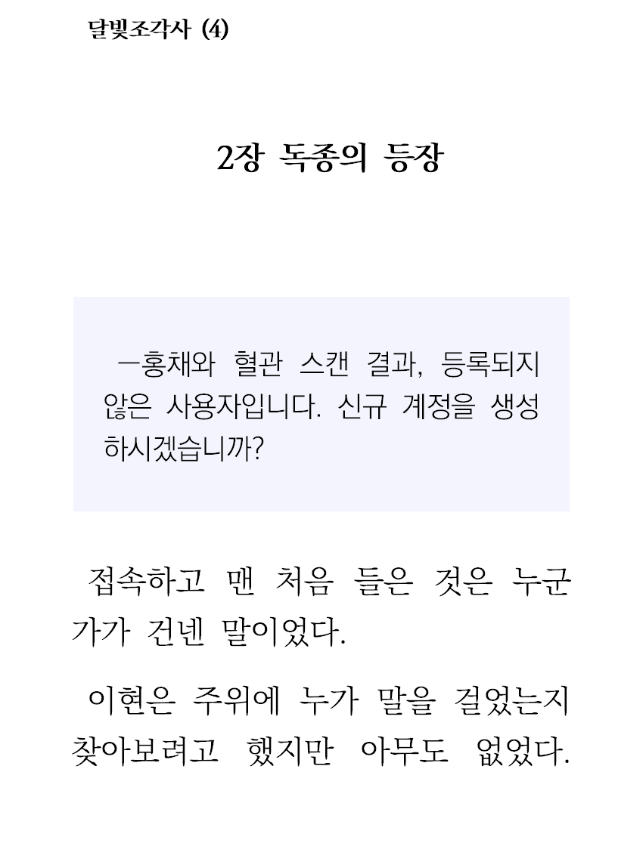 달빛조각사 (4)
2장 독종의 등장
―홍채와 혈관 스캔 결과, 등록되지
않은 사용자입니다. 신규 계정을 생성
하시겠습니까?
접속하고 맨 처음 들은 것은 누군
가가 건넨 말이었다.
이현은 주위에 누가 말을 걸었는지
찾아보려고 했지만 아무도 없었다.